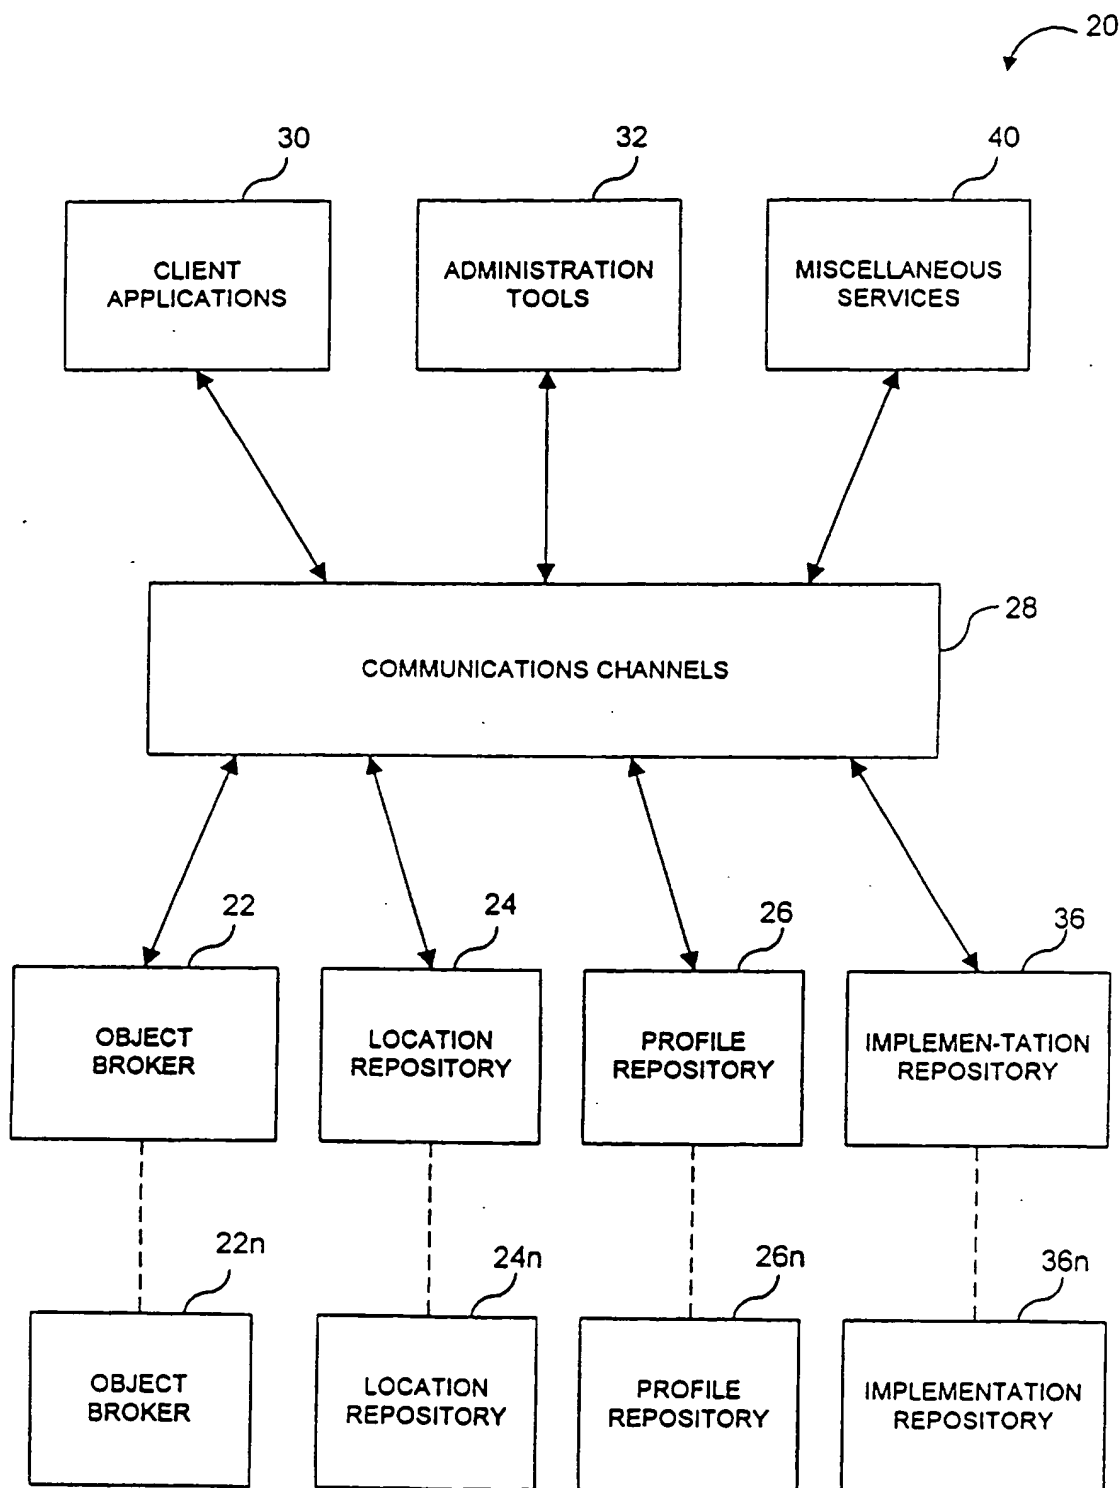 20
30
32
40
CLIENT
APPLICATIONS
ADMINISTRATION
TOOLS
MISCELLANEOUS
SERVICES
28
COMMUNICATIONS CHANNELS
22
24
26
36
OBJECT
BROKER
LOCATION
REPOSITORY
PROFILE
REPOSITORY
IMPLEMEN-TATION
REPOSITORY
22n
24n
26n
36n
OBJECT
BROKER
LOCATION
REPOSITORY
PROFILE
REPOSITORY
IMPLEMENTATION
REPOSITORY